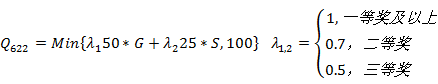 Q₆₂₂ = Min{λ₁50 * G + λ₂25 * S, 100} λ₁,₂ = {
1, 一等奖及以上
0.7, 二等奖
0.5, 三等奖